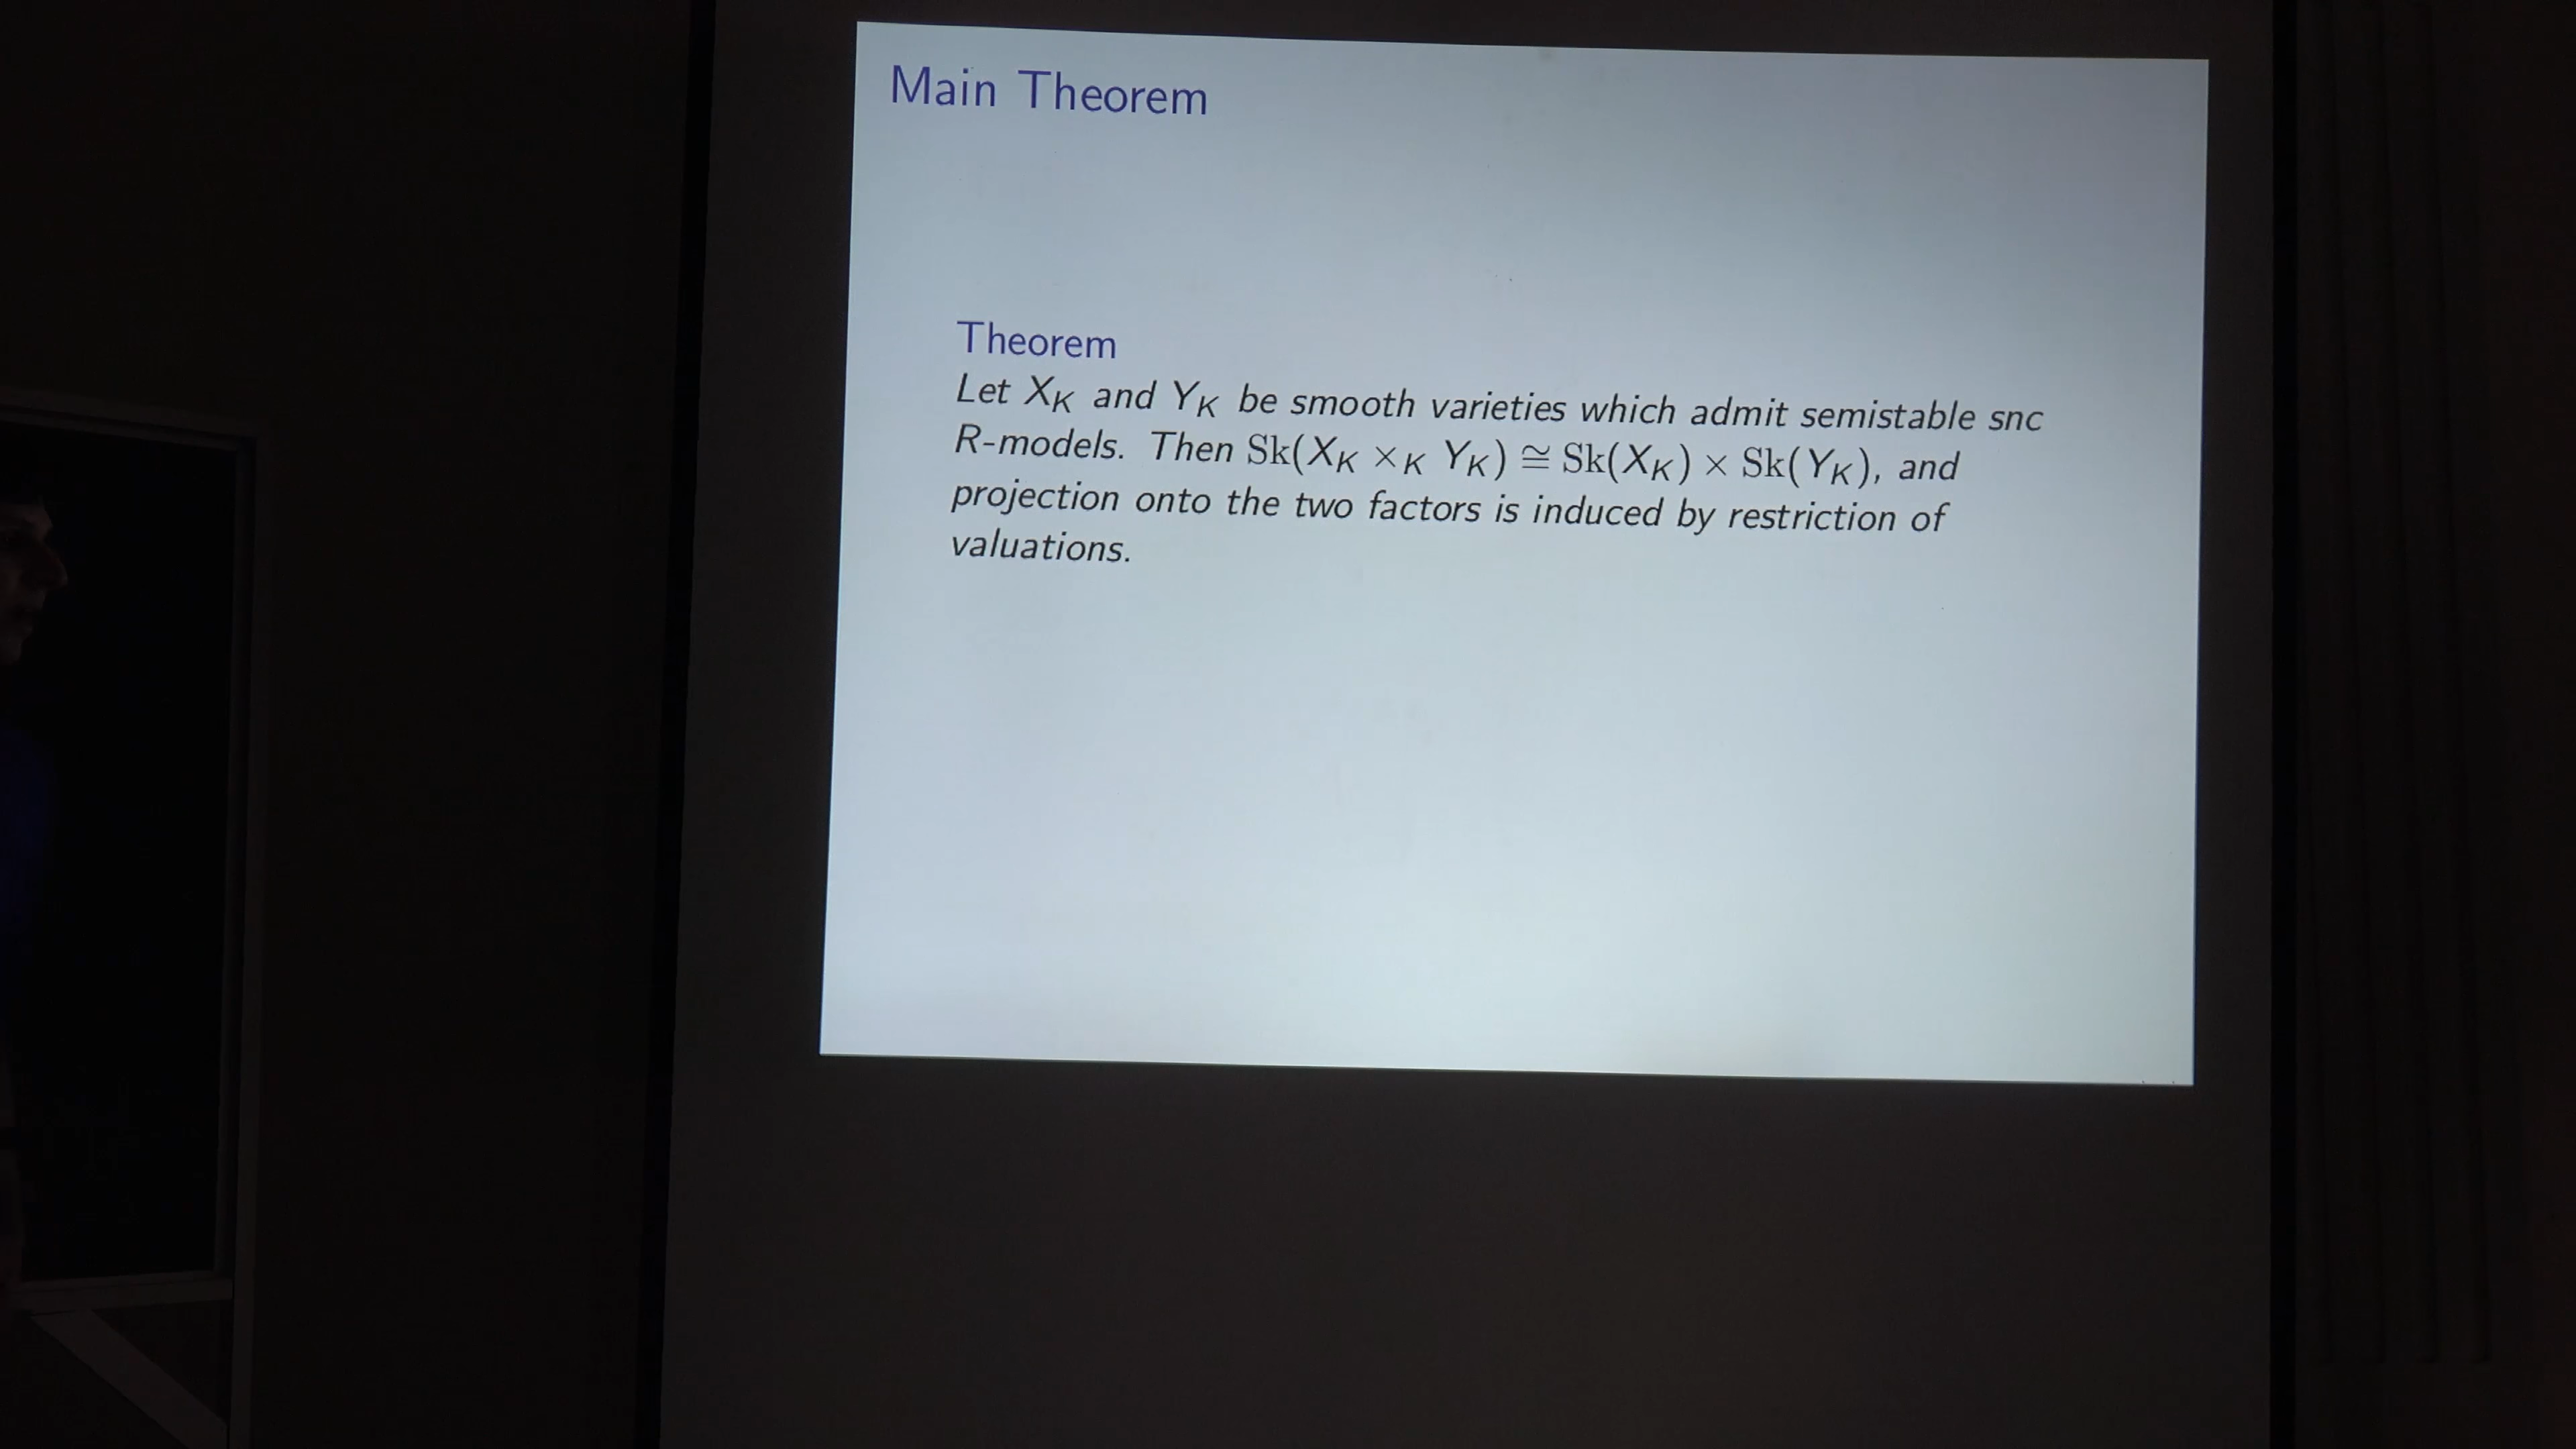 Main Theorem
Theorem
Let X_K and Y_K be smooth varieties which admit semistable snc
R-models. Then Sk(X_K ×_K Y_K) ≅ Sk(X_K) × Sk(Y_K), and
projection onto the two factors is induced by restriction of
valuations.